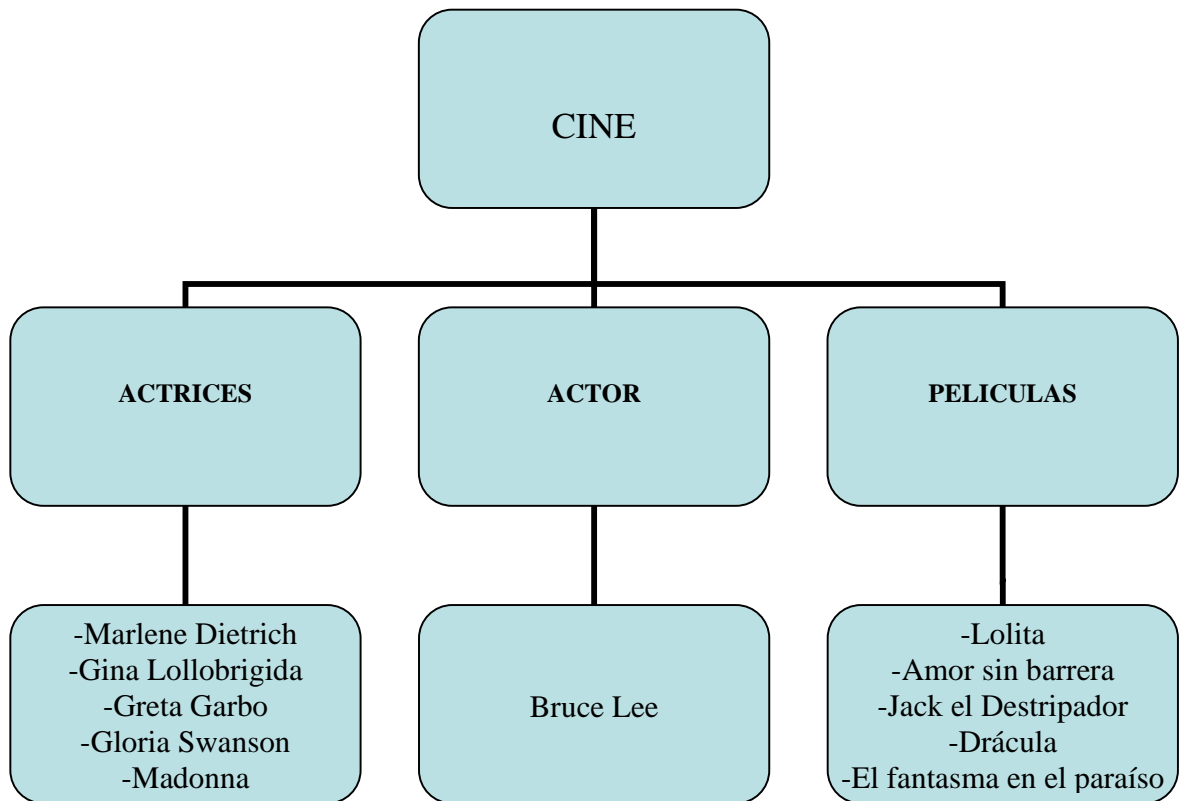 CINE
ACTRICES
ACTOR
PELICULAS
-Marlene Dietrich
-Gina Lollobrigida
-Greta Garbo
-Gloria Swanson
-Madonna
Bruce Lee
-Lolita
-Amor sin barrera
-Jack el Destripador
-Drácula
-El fantasma en el paraíso